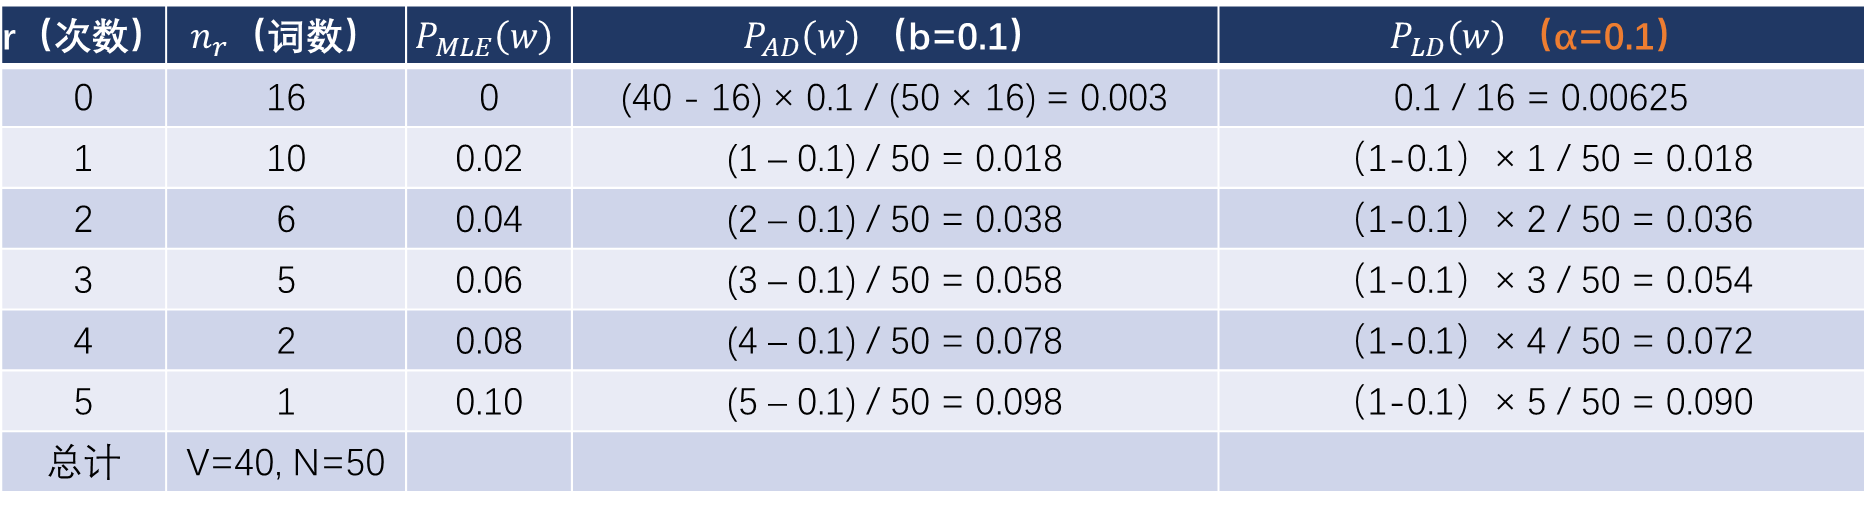 r（次数） n_r（词数） P_MLE(w) P_AD(w)（b=0.1） P_LD(w)（α=0.1）
0 16 0 (40 - 16) × 0.1 / (50 × 16) = 0.003 0.1 / 16 = 0.00625
1 10 0.02 (1 – 0.1) / 50 = 0.018 （1-0.1） × 1 / 50 = 0.018
2 6 0.04 (2 – 0.1) / 50 = 0.038 （1-0.1） × 2 / 50 = 0.036
3 5 0.06 (3 – 0.1) / 50 = 0.058 （1-0.1） × 3 / 50 = 0.054
4 2 0.08 (4 – 0.1) / 50 = 0.078 （1-0.1） × 4 / 50 = 0.072
5 1 0.10 (5 – 0.1) / 50 = 0.098 （1-0.1） × 5 / 50 = 0.090
总计 V=40, N=50